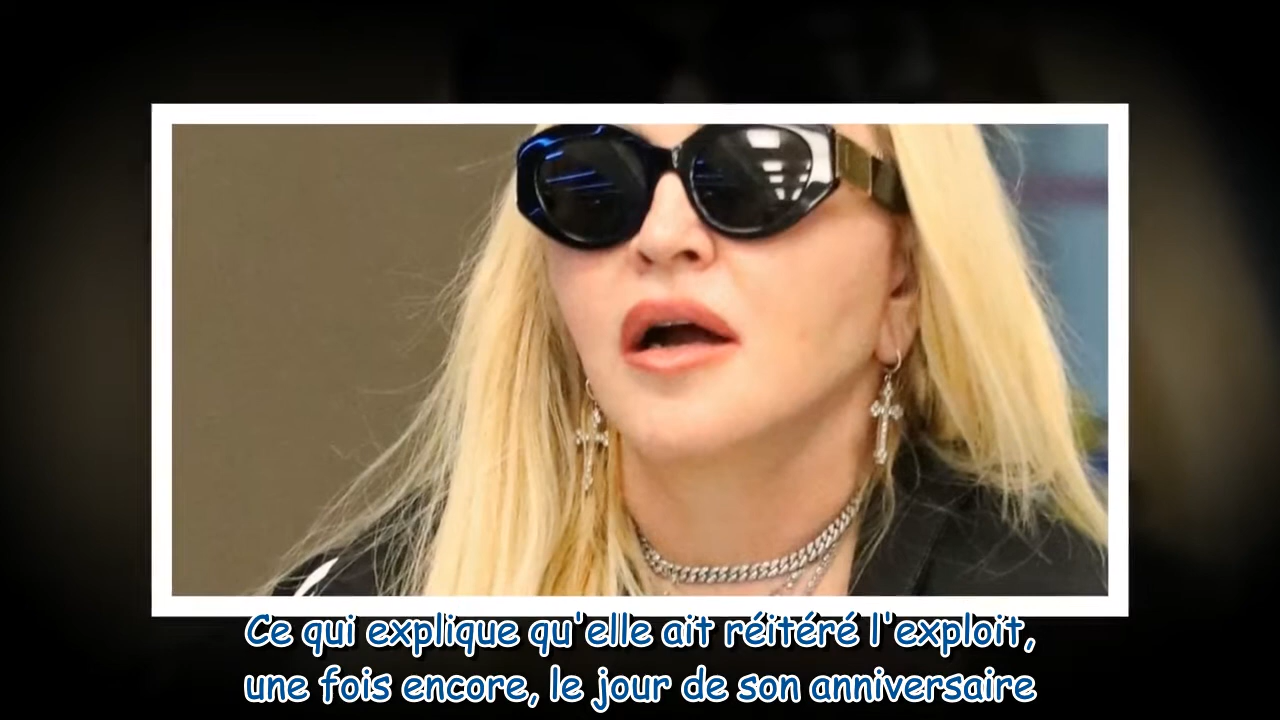 Ce qui explique qu'elle ait réitéré l'exploit,
une fois encore, le jour de son anniversaire